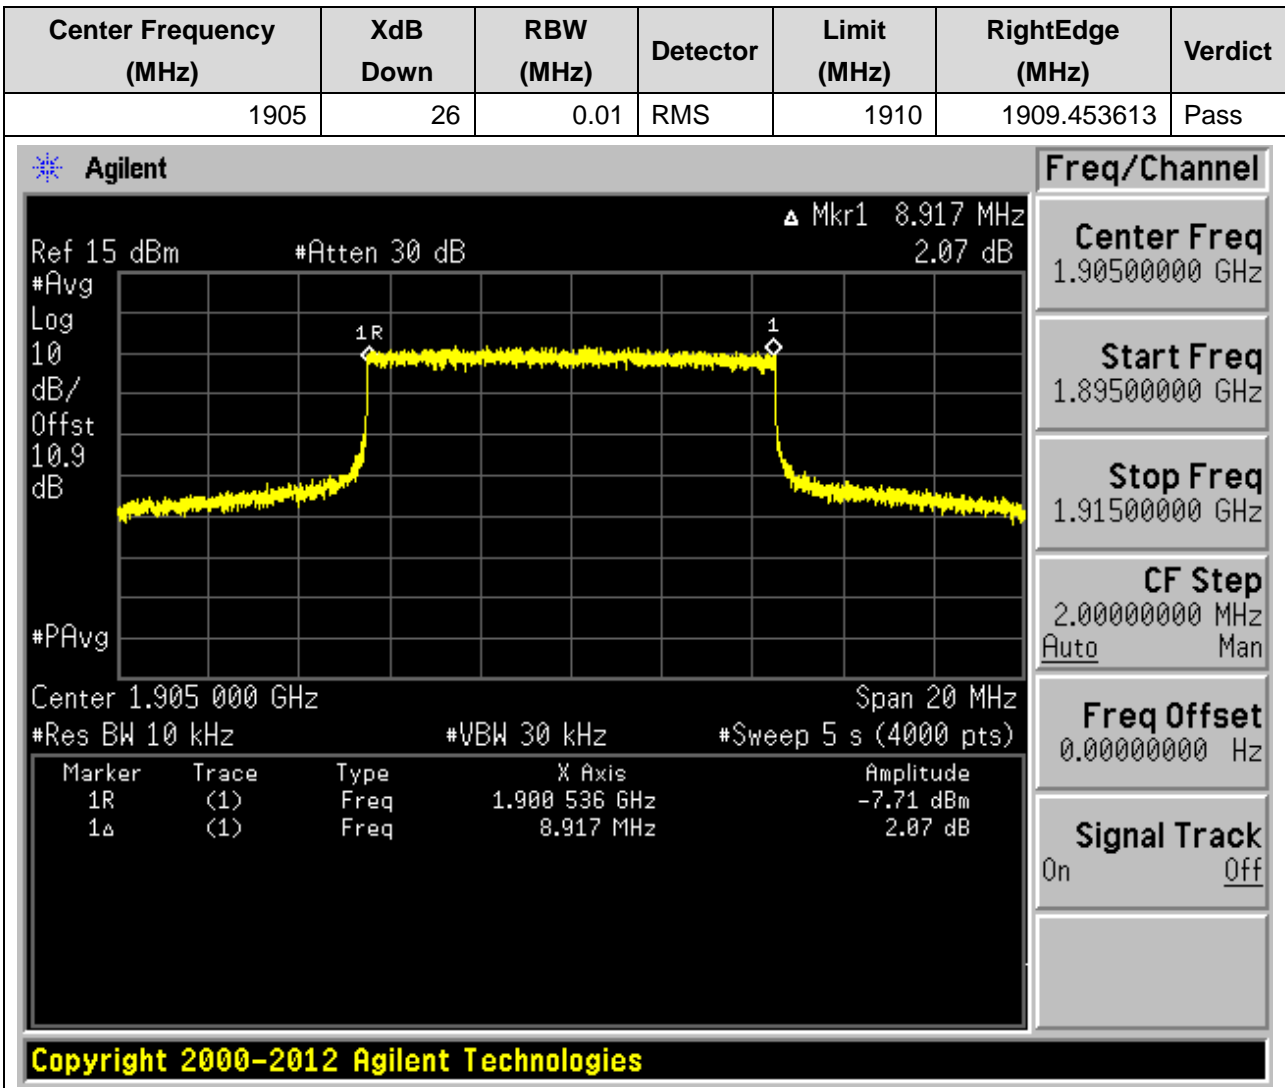 Center Frequency (MHz) XdB Down RBW (MHz) Detector Limit (MHz) RightEdge (MHz) Verdict
1905 26 0.01 RMS 1910 1909.453613 Pass
Agilent
Freq/Channel
Δ Mkr1 8.917 MHz
Ref 15 dBm #Atten 30 dB 2.07 dB
#Avg
Log
10
dB/
Offst
10.9
dB
1R
1
#PAvg
Center 1.905 000 GHz Span 20 MHz
#Res BW 10 kHz #VBW 30 kHz #Sweep 5 s (4000 pts)
Marker Trace Type X Axis Amplitude
1R (1) Freq 1.900 536 GHz -7.71 dBm
1Δ (1) Freq 8.917 MHz 2.07 dB
Center Freq
1.90500000 GHz
Start Freq
1.89500000 GHz
Stop Freq
1.91500000 GHz
CF Step
2.00000000 MHz
Auto Man
Freq Offset
0.00000000 Hz
Signal Track
On Off
Copyright 2000-2012 Agilent Technologies